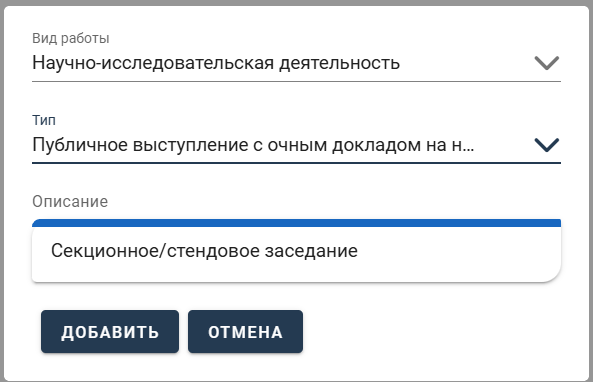 Вид работы
Научно-исследовательская деятельность
Тип
Публичное выступление с очным докладом на н...
Описание
Секционное/стендовое заседание
ДОБАВИТЬ ОТМЕНА